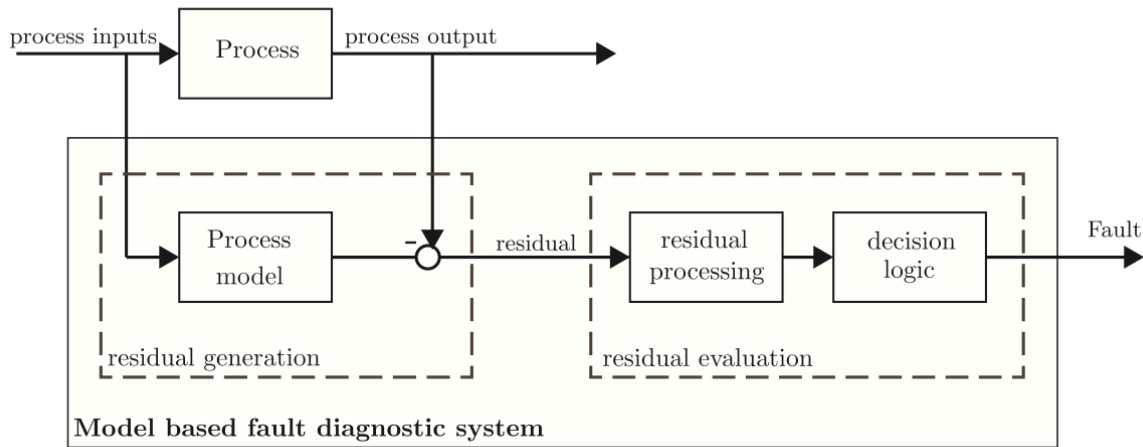 process inputs
Process
process output
Process
model
-
residual
residual
processing
decision
logic
Fault
residual generation
residual evaluation
Model based fault diagnostic system